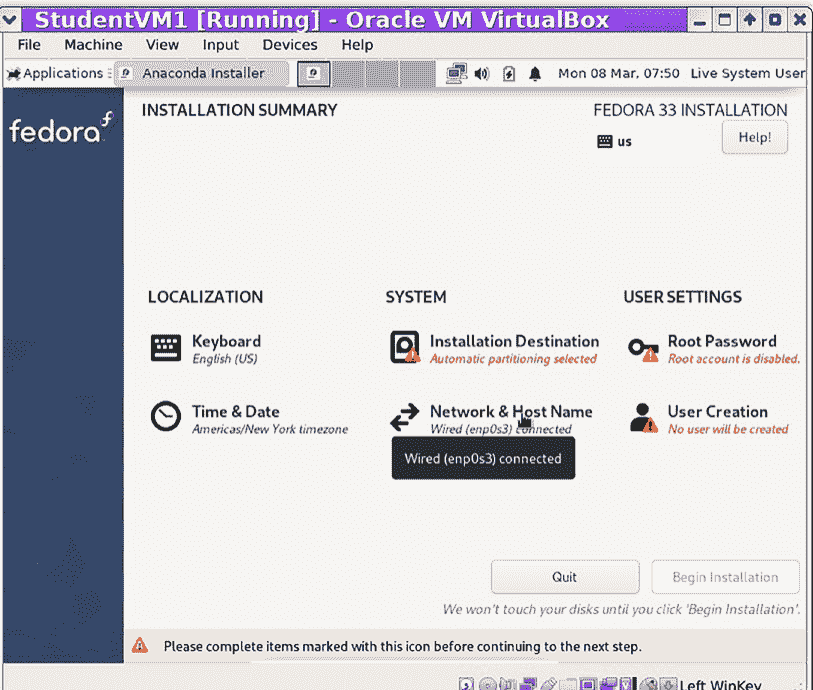 StudentVM1 [Running] - Oracle VM VirtualBox
File Machine View Input Devices Help
Applications Anaconda Installer Mon 08 Mar, 07:50 Live System User
fedora
INSTALLATION SUMMARY
FEDORA 33 INSTALLATION
us
Help!
LOCALIZATION
Keyboard
English (US)
Time & Date
Americas/New York timezone
SYSTEM
Installation Destination
Automatic partitioning selected
Network & Host Name
Wired (enp0s3) connected
Wired (enp0s3) connected
USER SETTINGS
Root Password
Root account is disabled.
User Creation
No user will be created
Quit
Begin Installation
We won't touch your disks until you click 'Begin Installation'.
Please complete items marked with this icon before continuing to the next step.
Left WinKey